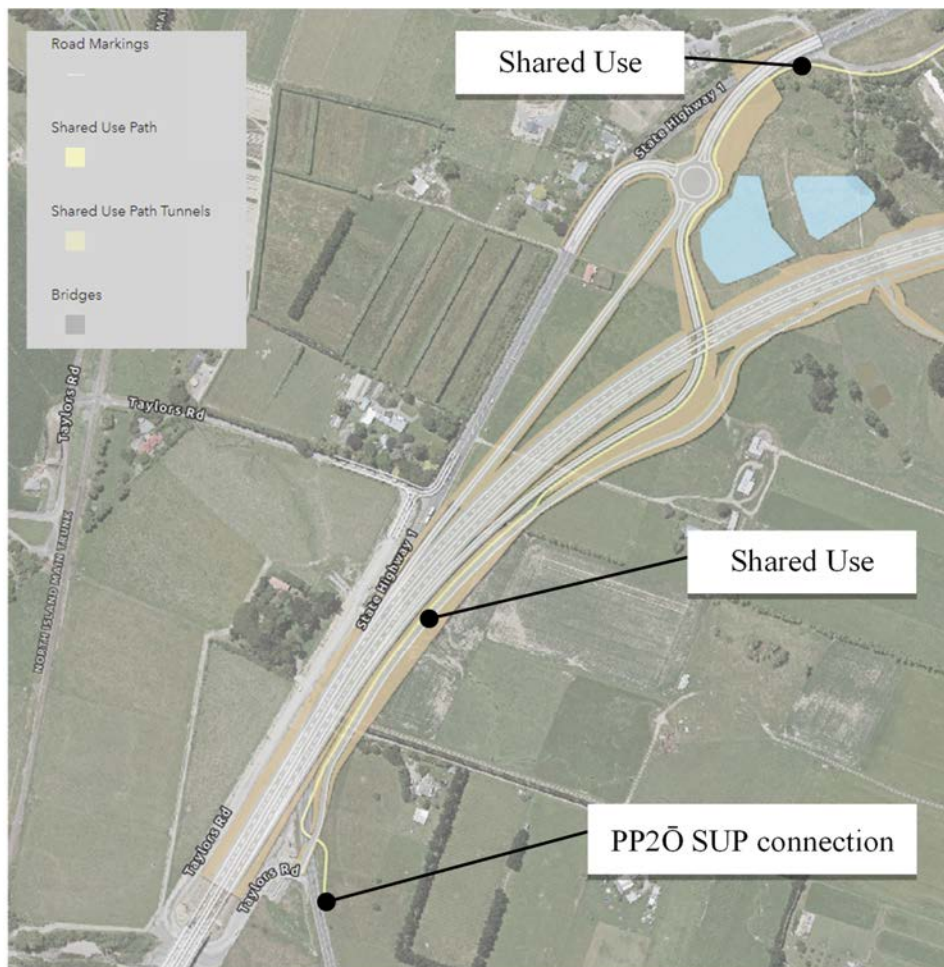 MAI
Road Markings
Shared Use Path
Shared Use Path Tunnels
Bridges
Shared Use
State Highway 1
Taylors Rd
Taylors Rd
NORTH ISLAND MAIN TRUNK
State Highway 1
Shared Use
Taylors Rd
Taylors Rd
PP2Ō SUP connection